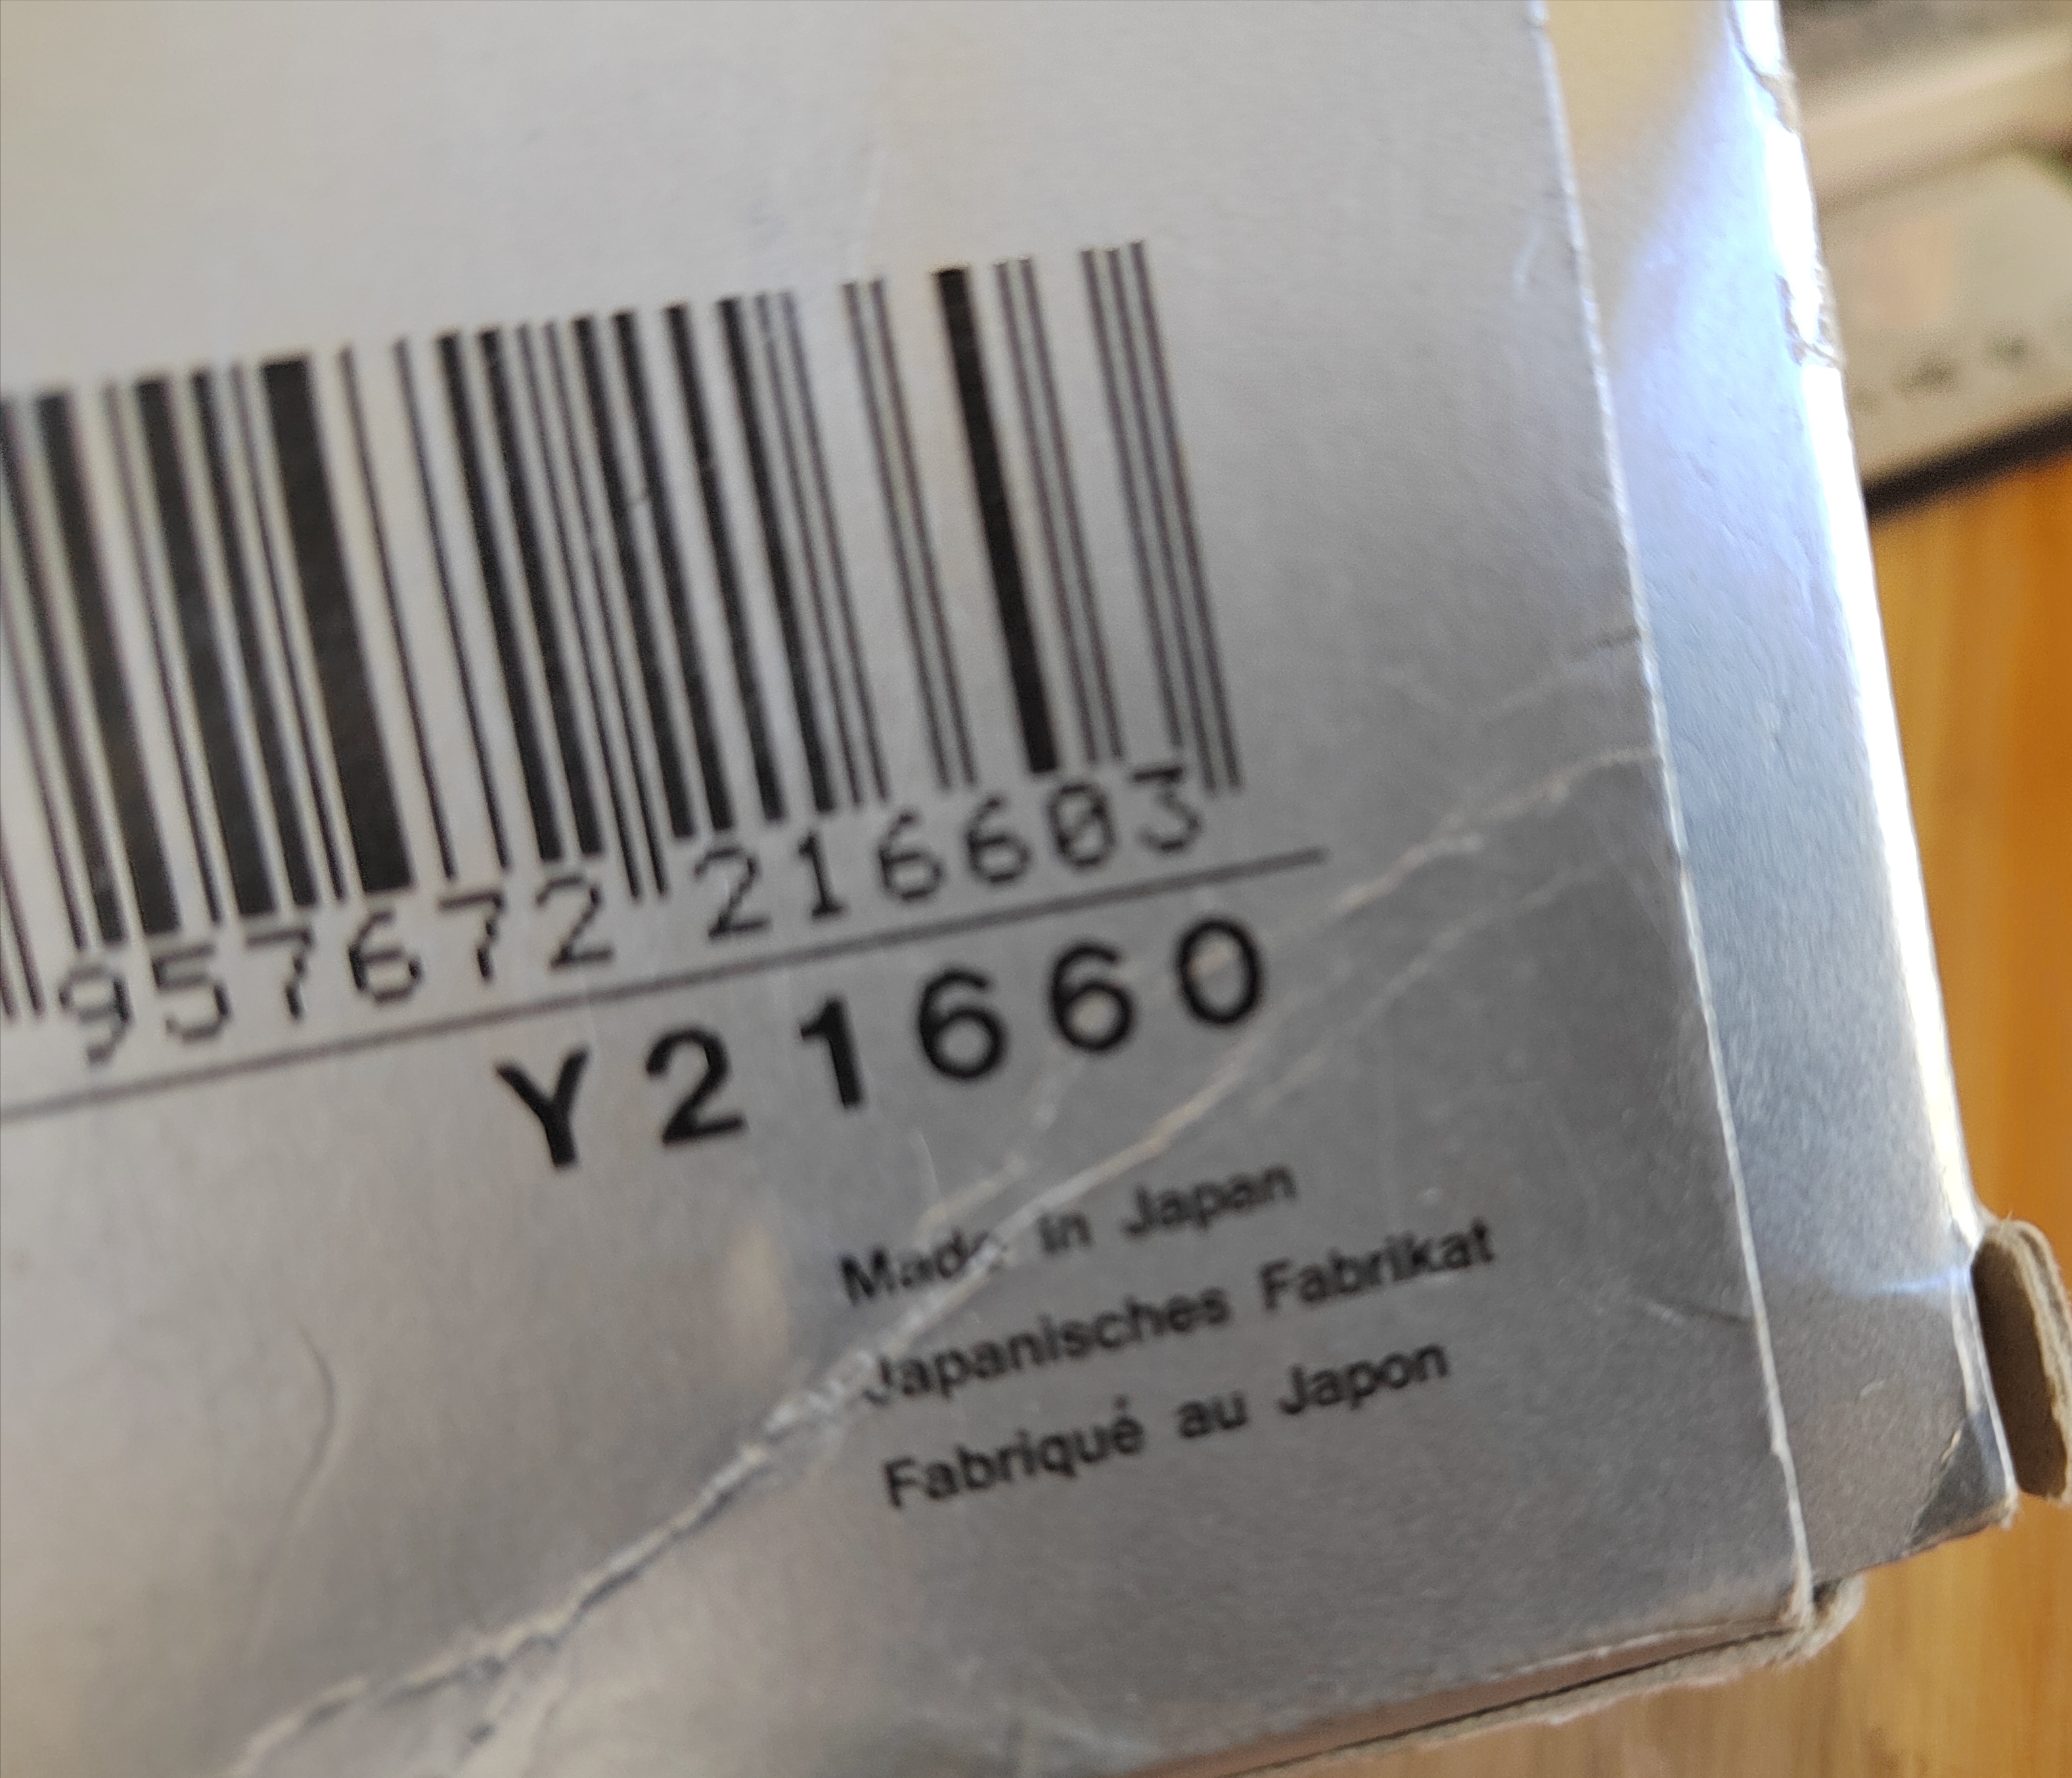 957672 216603
Y21660
Made in Japan
Japanisches Fabrikat
Fabriqué au Japon